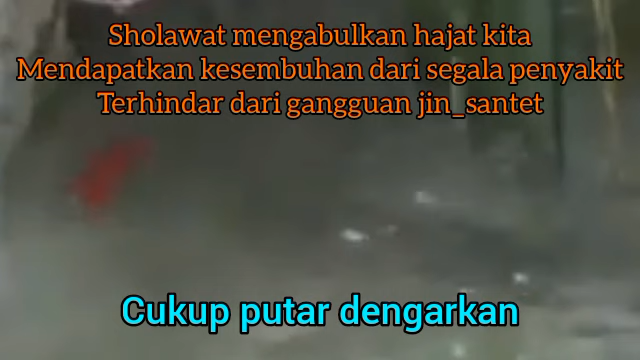 Sholawat mengabulkan hajat kita
Mendapatkan kesembuhan dari segala penyakit
Terhindar dari gangguan jin_santet
Cukup putar dengarkan